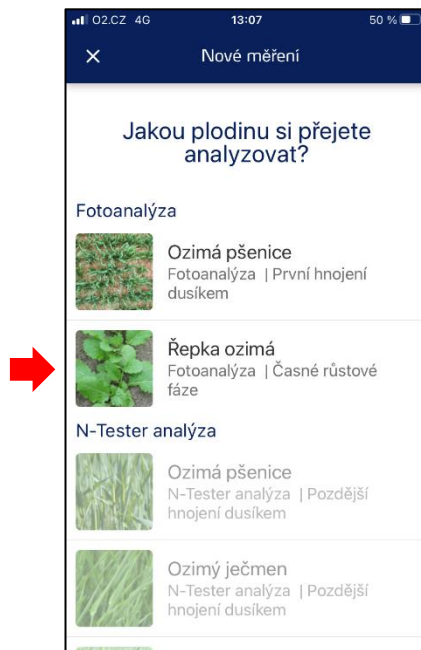 O2.CZ 4G 13:07 50 %
Nové měření
Jakou plodinu si přejete
analyzovat?
Fotoanalýza
Ozimá pšenice
Fotoanalýza | První hnojení
dusíkem
Řepka ozimá
Fotoanalýza | Časné růstové
fáze
N-Tester analýza
Ozimá pšenice
N-Tester analýza | Pozdější
hnojení dusíkem
Ozimý ječmen
N-Tester analýza | Pozdější
hnojení dusíkem